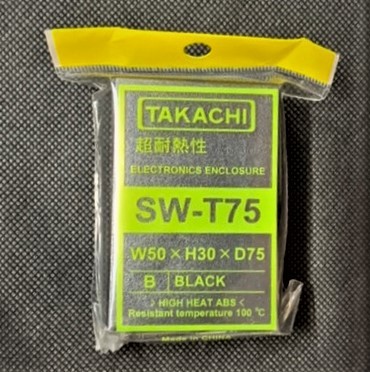 TAKACHI
超耐熱性
ELECTRONICS ENCLOSURE
SW-T75
W50×H30×D75
B BLACK
> HIGH HEAT ABS <
Resistant temperature 100 ℃
Made in CHINA